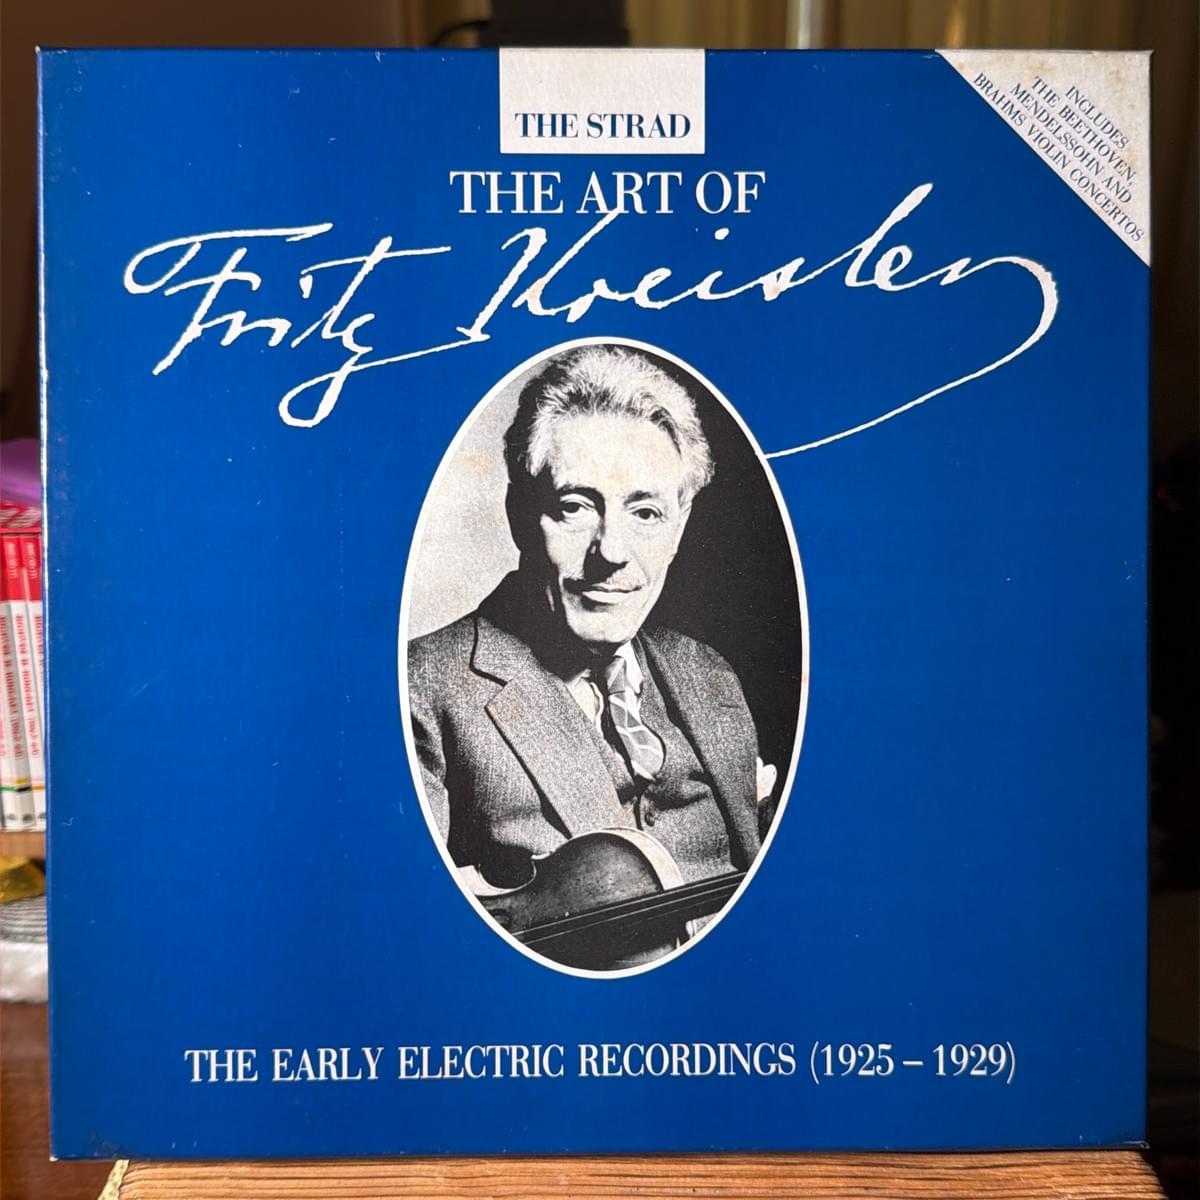 THE STRAD
THE ART OF
Fritz Kreisler
INCLUDES
THE BEETHOVEN,
MENDELSSOHN AND
BRAHMS VIOLIN CONCERTOS
THE EARLY ELECTRIC RECORDINGS (1925 – 1929)